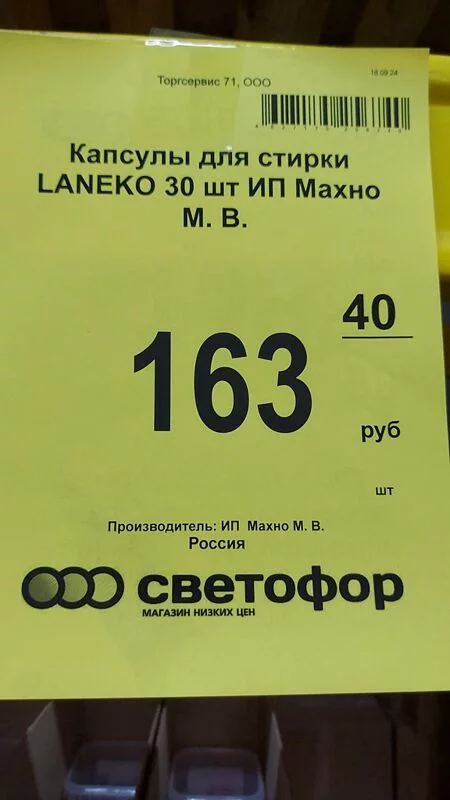 Торгсервис 71, ООО
18.09.24
Капсулы для стирки
LANEKO 30 шт ИП Махно
М. В.
163
40
руб
шт
Производитель: ИП Махно М. В.
Россия
светофор
МАГАЗИН НИЗКИХ ЦЕН